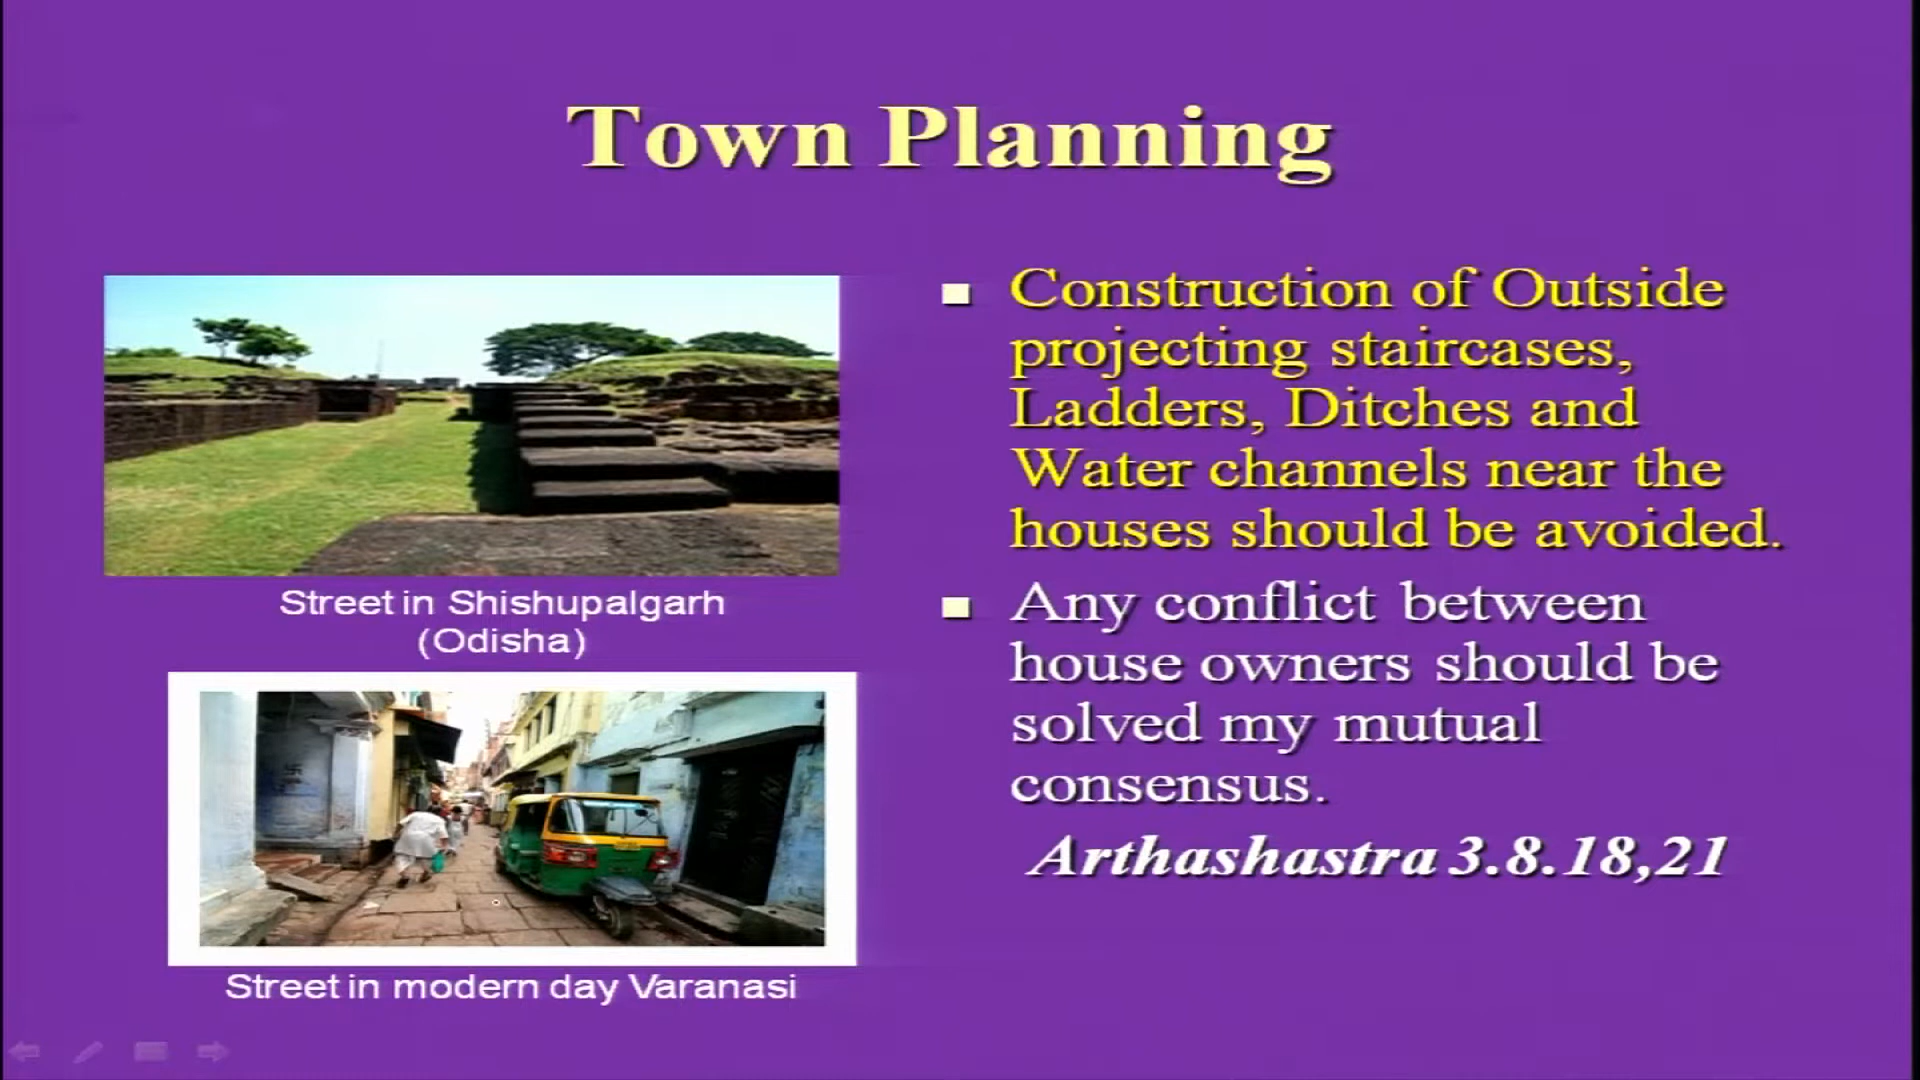 Town Planning
Street in Shishupalgarh
(Odisha)
Street in modern day Varanasi
Construction of Outside
projecting staircases,
Ladders, Ditches and
Water channels near the
houses should be avoided.
Any conflict between
house owners should be
solved my mutual
consensus.
Arthashastra 3.8.18,21